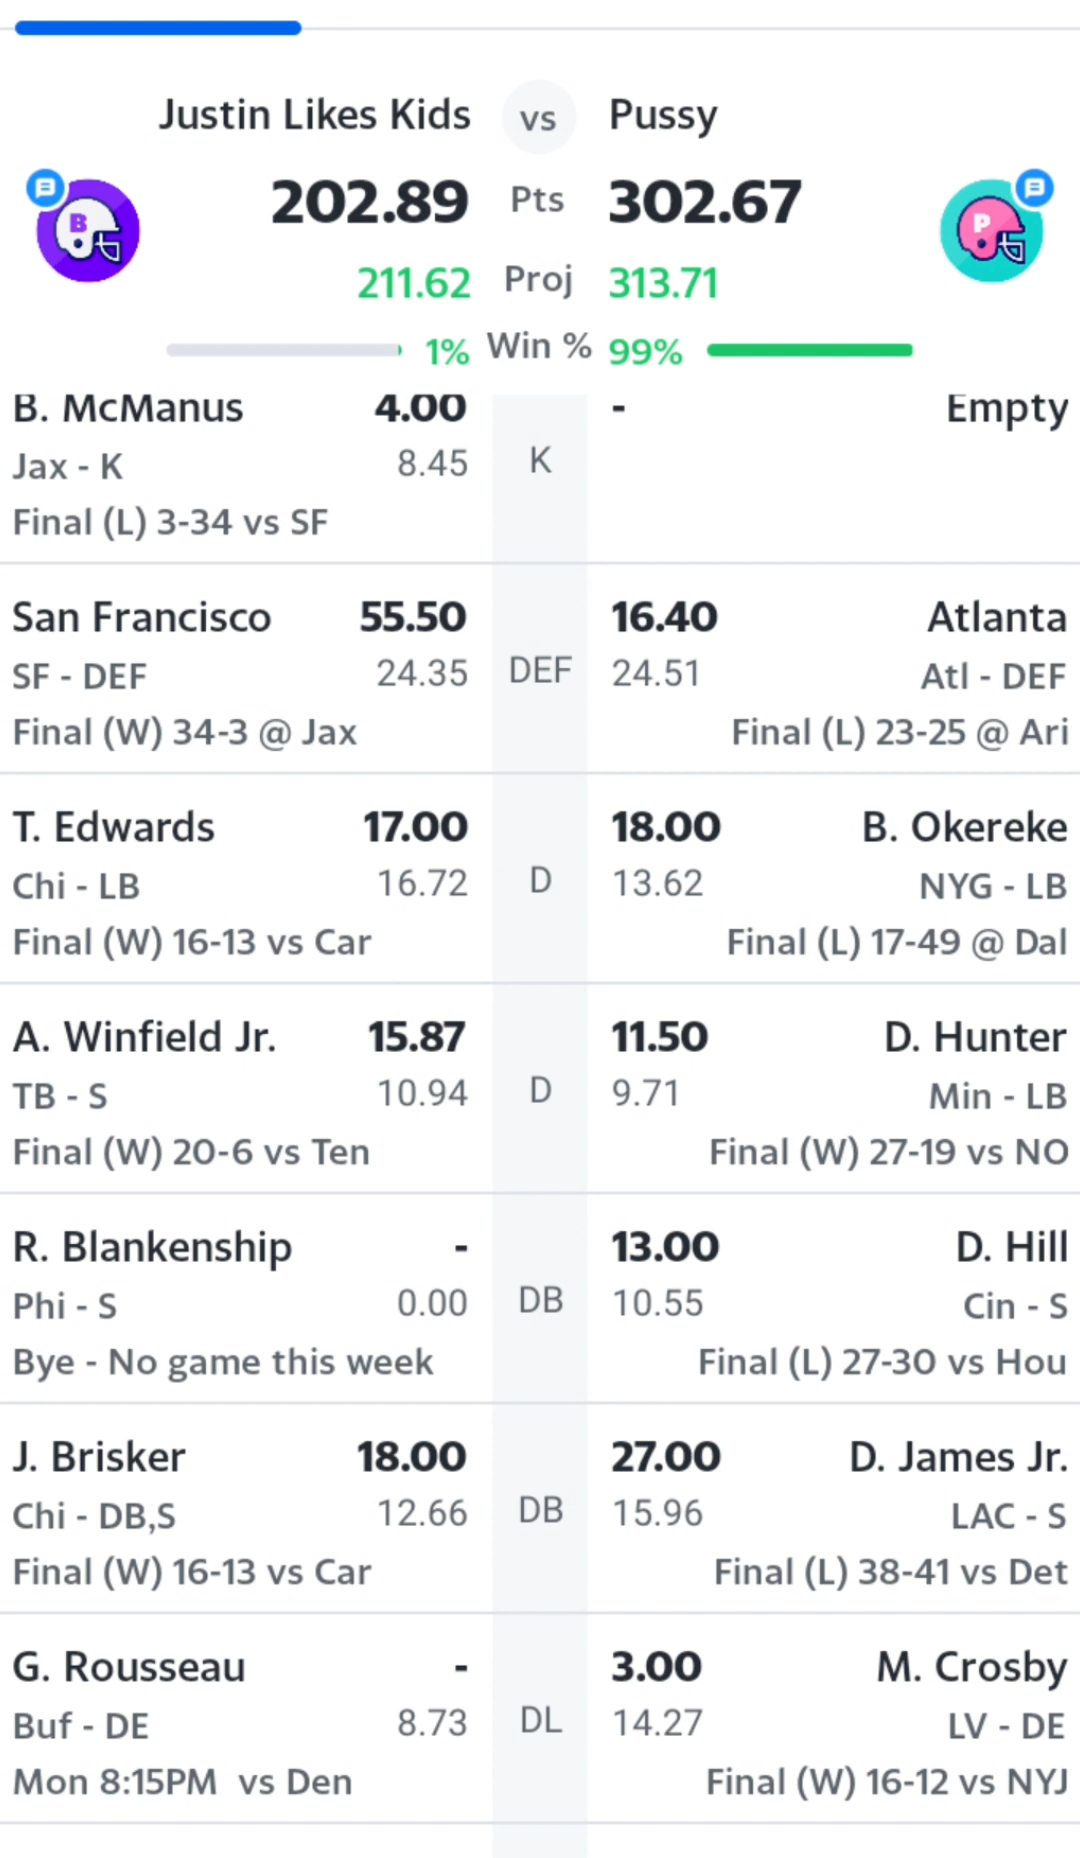 Justin Likes Kids vs Pussy
202.89 Pts 302.67
211.62 Proj 313.71
1% Win % 99%
B
P
B. McManus 4.00 - Empty
Jax - K 8.45 K
Final (L) 3-34 vs SF
San Francisco 55.50 16.40 Atlanta
SF - DEF 24.35 DEF 24.51 Atl - DEF
Final (W) 34-3 @ Jax Final (L) 23-25 @ Ari
T. Edwards 17.00 18.00 B. Okereke
Chi - LB 16.72 D 13.62 NYG - LB
Final (W) 16-13 vs Car Final (L) 17-49 @ Dal
A. Winfield Jr. 15.87 11.50 D. Hunter
TB - S 10.94 D 9.71 Min - LB
Final (W) 20-6 vs Ten Final (W) 27-19 vs NO
R. Blankenship - 13.00 D. Hill
Phi - S 0.00 DB 10.55 Cin - S
Bye - No game this week Final (L) 27-30 vs Hou
J. Brisker 18.00 27.00 D. James Jr.
Chi - DB,S 12.66 DB 15.96 LAC - S
Final (W) 16-13 vs Car Final (L) 38-41 vs Det
G. Rousseau - 3.00 M. Crosby
Buf - DE 8.73 DL 14.27 LV - DE
Mon 8:15PM vs Den Final (W) 16-12 vs NYJ